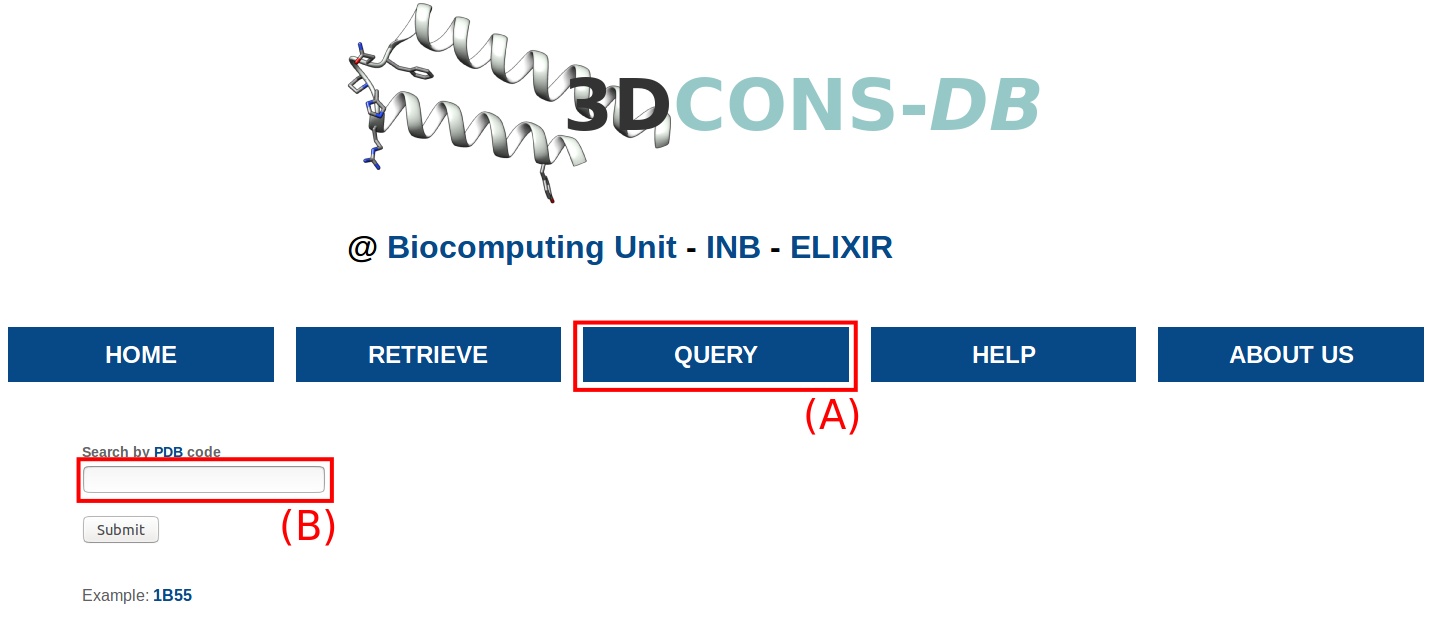 3DCONS-DB
@ Biocomputing Unit - INB - ELIXIR
HOME RETRIEVE QUERY HELP ABOUT US
(A)
Search by PDB code
(B)
Submit
Example: 1B55